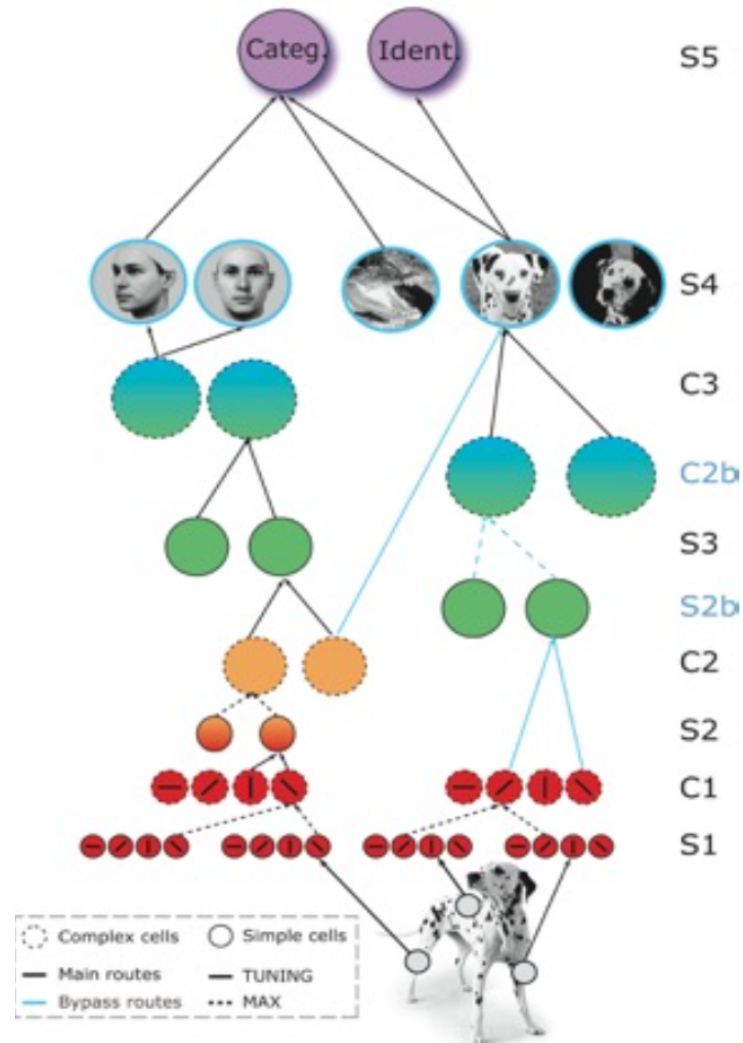 Categ.
Ident.
S5
S4
C3
C2b
S3
S2b
C2
S2
C1
S1
Complex cells
Simple cells
Main routes
TUNING
Bypass routes
MAX